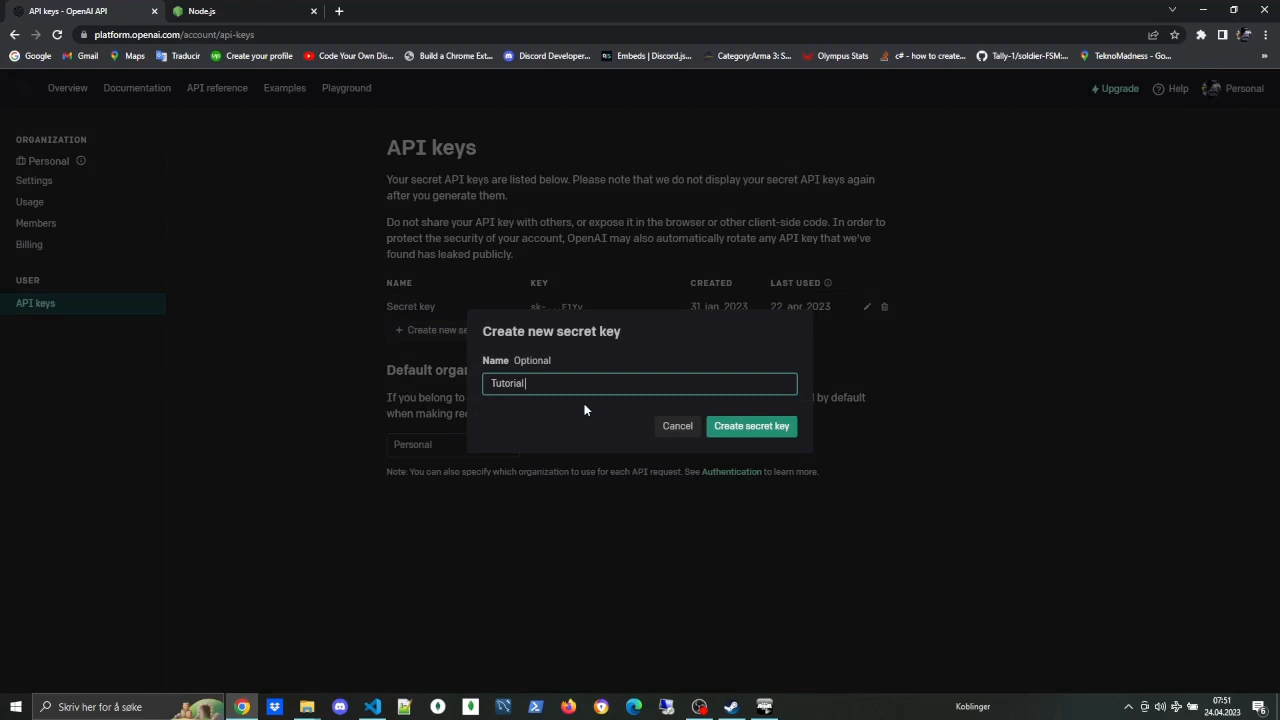 API keys - OpenAI API
Node.js
platform.openai.com/account/api-keys
Google Gmail Maps Traducir Create your profile Code Your Own Dis... Build a Chrome Ext... Discord Developer... Embeds | Discord.js... CategoryArma 3: S... Olympus Stats c# - how to create... Tally-1/soldier-FSM... TeknoMadness - Go...
Overview Documentation API reference Examples Playground Upgrade Help Personal
ORGANIZATION
Personal
Settings
Usage
Members
Billing
USER
API keys
API keys
Your secret API keys are listed below. Please note that we do not display your secret API keys again
after you generate them.
Do not share your API key with others, or expose it in the browser or other client-side code. In order to
protect the security of your account, OpenAI may also automatically rotate any API key that we've
found has leaked publicly.
NAME KEY CREATED LAST USED
Secret key sk-...E1Yv 31 jan. 2023 22. apr. 2023
+ Create new se
Create new secret key
Name Optional
Tutorial
Cancel Create secret key
Default organ
If you belong to
d by default
when making rec
Personal
Note: You can also specify which organization to use for each API request. See Authentication to learn more.
Skriv her for å søke
Koblinger
07:51
24.04.2023